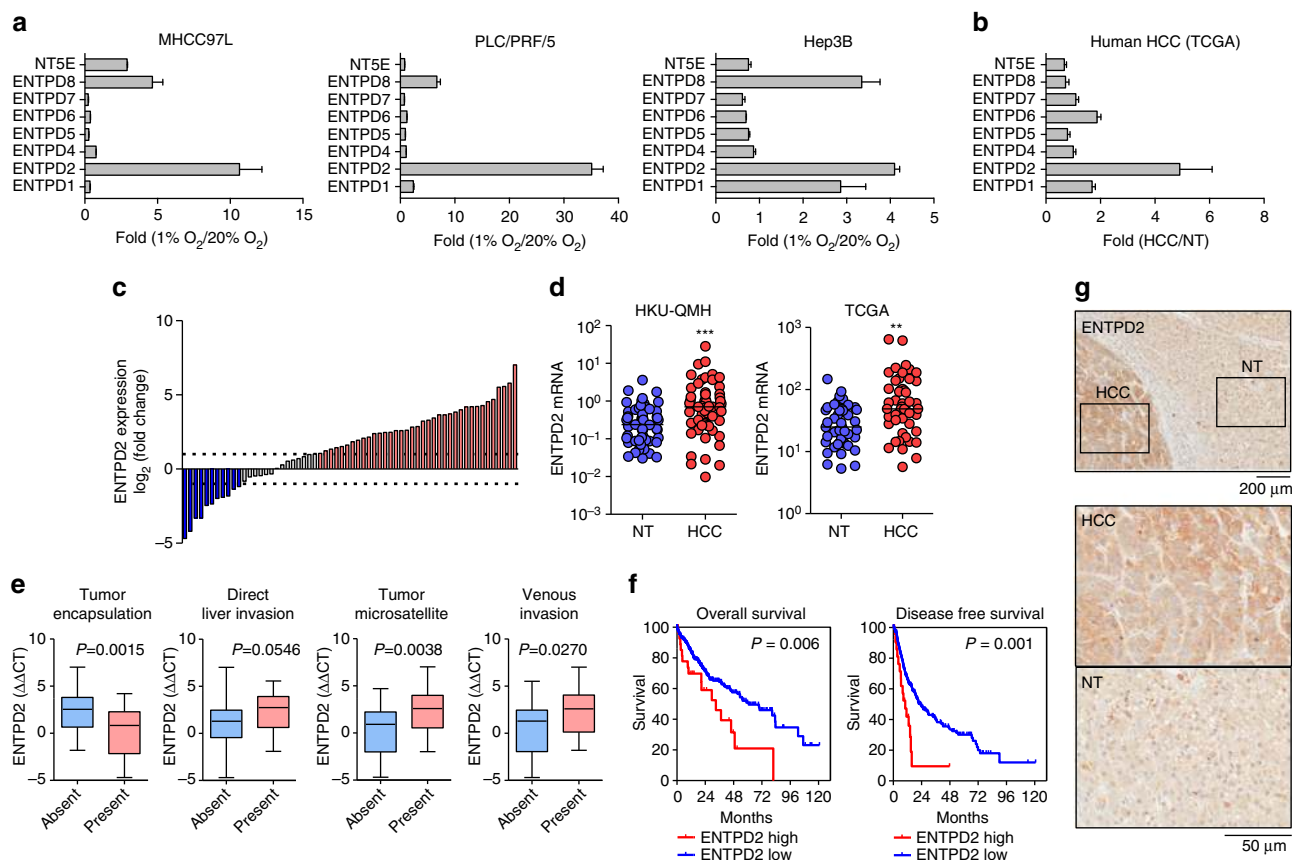 a
MHCC97L
NT5E
ENTPD8
ENTPD7
ENTPD6
ENTPD5
ENTPD4
ENTPD2
ENTPD1
0 5 10 15
Fold (1% O2/20% O2)
PLC/PRF/5
NT5E
ENTPD8
ENTPD7
ENTPD6
ENTPD5
ENTPD4
ENTPD2
ENTPD1
0 10 20 30 40
Fold (1% O2/20% O2)
Hep3B
NT5E
ENTPD8
ENTPD7
ENTPD6
ENTPD5
ENTPD4
ENTPD2
ENTPD1
0 1 2 3 4 5
Fold (1% O2/20% O2)
b
Human HCC (TCGA)
NT5E
ENTPD8
ENTPD7
ENTPD6
ENTPD5
ENTPD4
ENTPD2
ENTPD1
0 2 4 6 8
Fold (HCC/NT)
c
ENTPD2 expression
log2 (fold change)
10
5
0
−5
d
HKU-QMH
ENTPD2 mRNA
10²
10¹
10⁰
10⁻¹
10⁻²
10⁻³
***
NT HCC
TCGA
ENTPD2 mRNA
10³
10²
10¹
10⁰
**
NT HCC
e
Tumor
encapsulation
P=0.0015
ENTPD2 (ΔΔCT)
10
5
0
−5
Absent
Present
Direct
liver invasion
P=0.0546
ENTPD2 (ΔΔCT)
10
5
0
−5
Absent
Present
Tumor
microsatellite
P=0.0038
ENTPD2 (ΔΔCT)
10
5
0
−5
Absent
Present
Venous
invasion
P=0.0270
ENTPD2 (ΔΔCT)
10
5
0
−5
Absent
Present
f
Overall survival
P = 0.006
Survival
100
80
60
40
20
0
0 24 48 72 96 120
Months
ENTPD2 high
ENTPD2 low
Disease free survival
P = 0.001
Survival
100
80
60
40
20
0
0 24 48 72 96 120
Months
ENTPD2 high
ENTPD2 low
g
ENTPD2
NT
HCC
200 µm
HCC
NT
50 µm